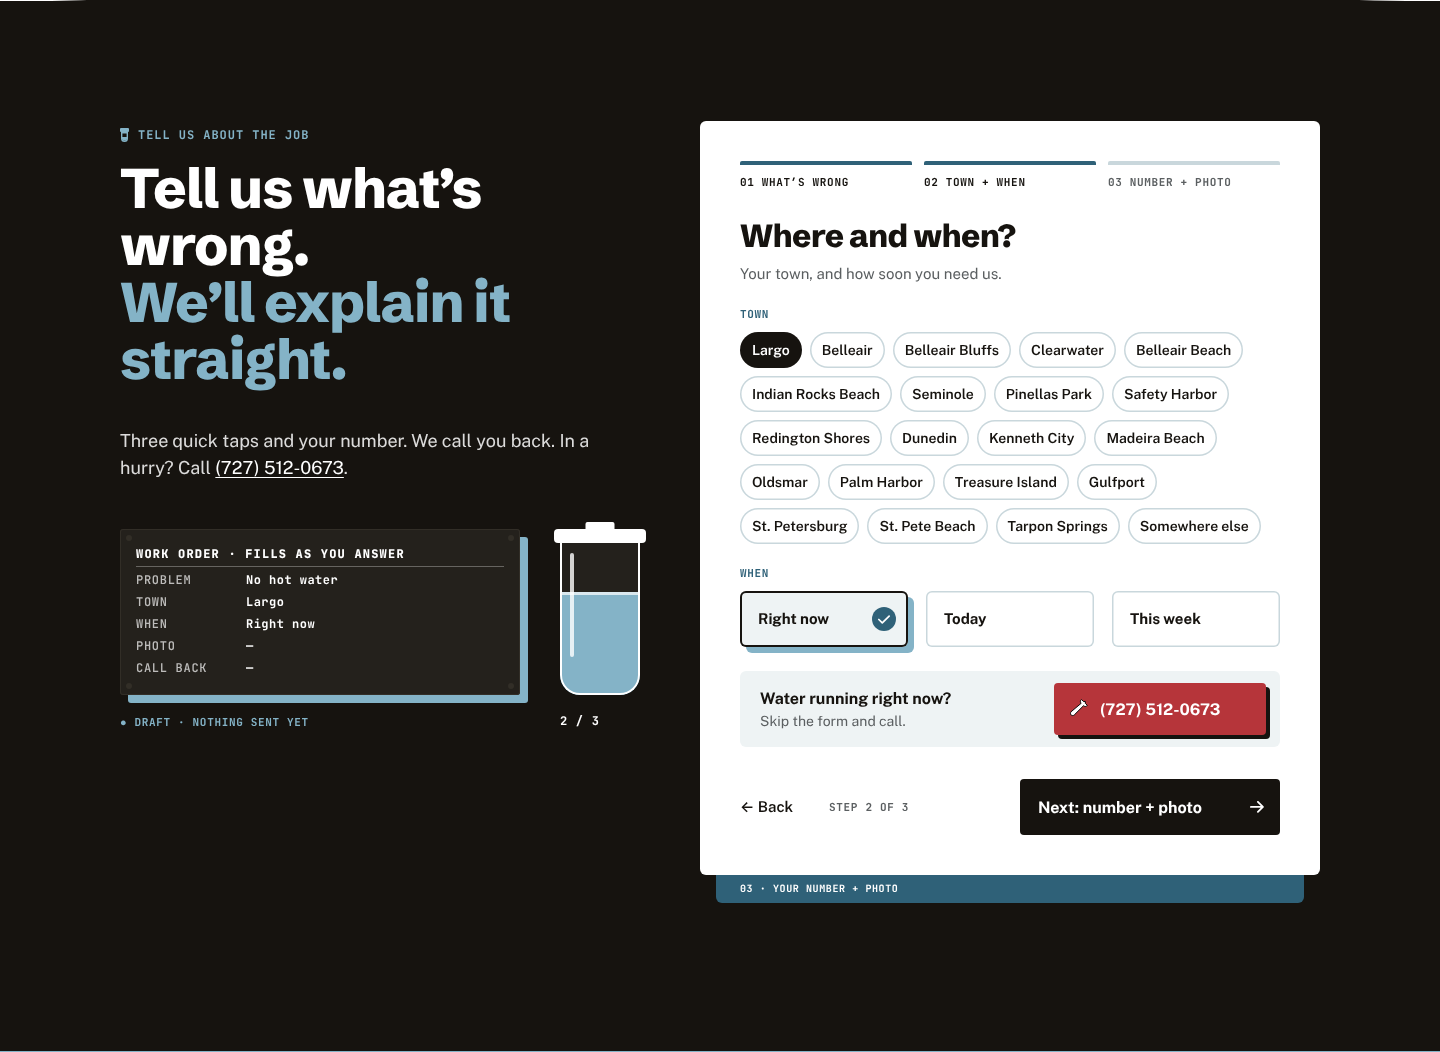 TELL US ABOUT THE JOB
Tell us what’s
wrong.
We’ll explain it
straight.
Three quick taps and your number. We call you back. In a
hurry? Call (727) 512-0673.
WORK ORDER · FILLS AS YOU ANSWER
PROBLEM No hot water
TOWN Largo
WHEN Right now
PHOTO —
CALL BACK —
DRAFT · NOTHING SENT YET
2 / 3
01 WHAT’S WRONG
02 TOWN + WHEN
03 NUMBER + PHOTO
Where and when?
Your town, and how soon you need us.
TOWN
Largo Belleair Belleair Bluffs Clearwater Belleair Beach
Indian Rocks Beach Seminole Pinellas Park Safety Harbor
Redington Shores Dunedin Kenneth City Madeira Beach
Oldsmar Palm Harbor Treasure Island Gulfport
St. Petersburg St. Pete Beach Tarpon Springs Somewhere else
WHEN
Right now Today This week
Water running right now?
Skip the form and call.
(727) 512-0673
← Back STEP 2 OF 3 Next: number + photo →
03 · YOUR NUMBER + PHOTO